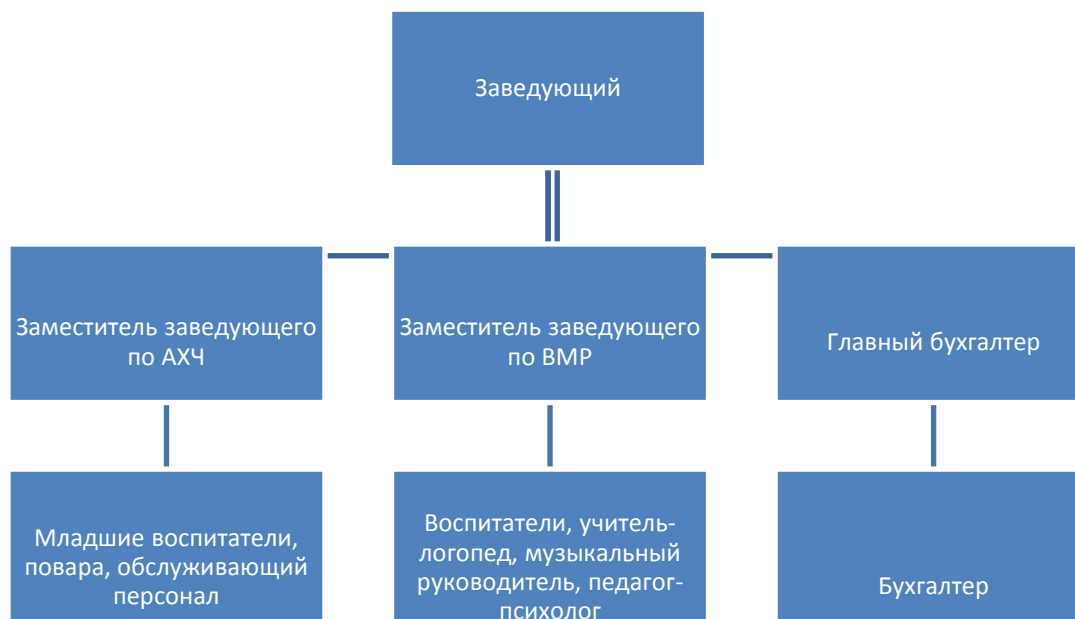 Заведующий
Заместитель заведующего
по АХЧ
Заместитель заведующего
по ВМР
Главный бухгалтер
Младшие воспитатели,
повара, обслуживающий
персонал
Воспитатели, учитель-
логопед, музыкальный
руководитель, педагог-
психолог
Бухгалтер